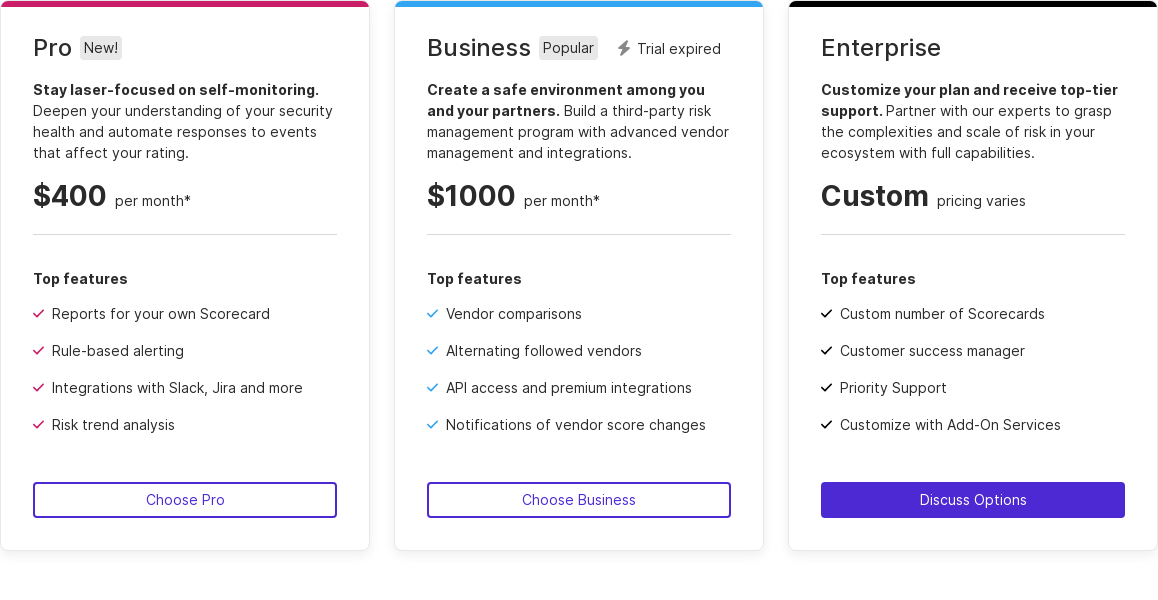 Pro New!
Stay laser-focused on self-monitoring.
Deepen your understanding of your security
health and automate responses to events
that affect your rating.
$400 per month*
Top features
Reports for your own Scorecard
Rule-based alerting
Integrations with Slack, Jira and more
Risk trend analysis
Choose Pro
Business Popular Trial expired
Create a safe environment among you
and your partners. Build a third-party risk
management program with advanced vendor
management and integrations.
$1000 per month*
Top features
Vendor comparisons
Alternating followed vendors
API access and premium integrations
Notifications of vendor score changes
Choose Business
Enterprise
Customize your plan and receive top-tier
support. Partner with our experts to grasp
the complexities and scale of risk in your
ecosystem with full capabilities.
Custom pricing varies
Top features
Custom number of Scorecards
Customer success manager
Priority Support
Customize with Add-On Services
Discuss Options